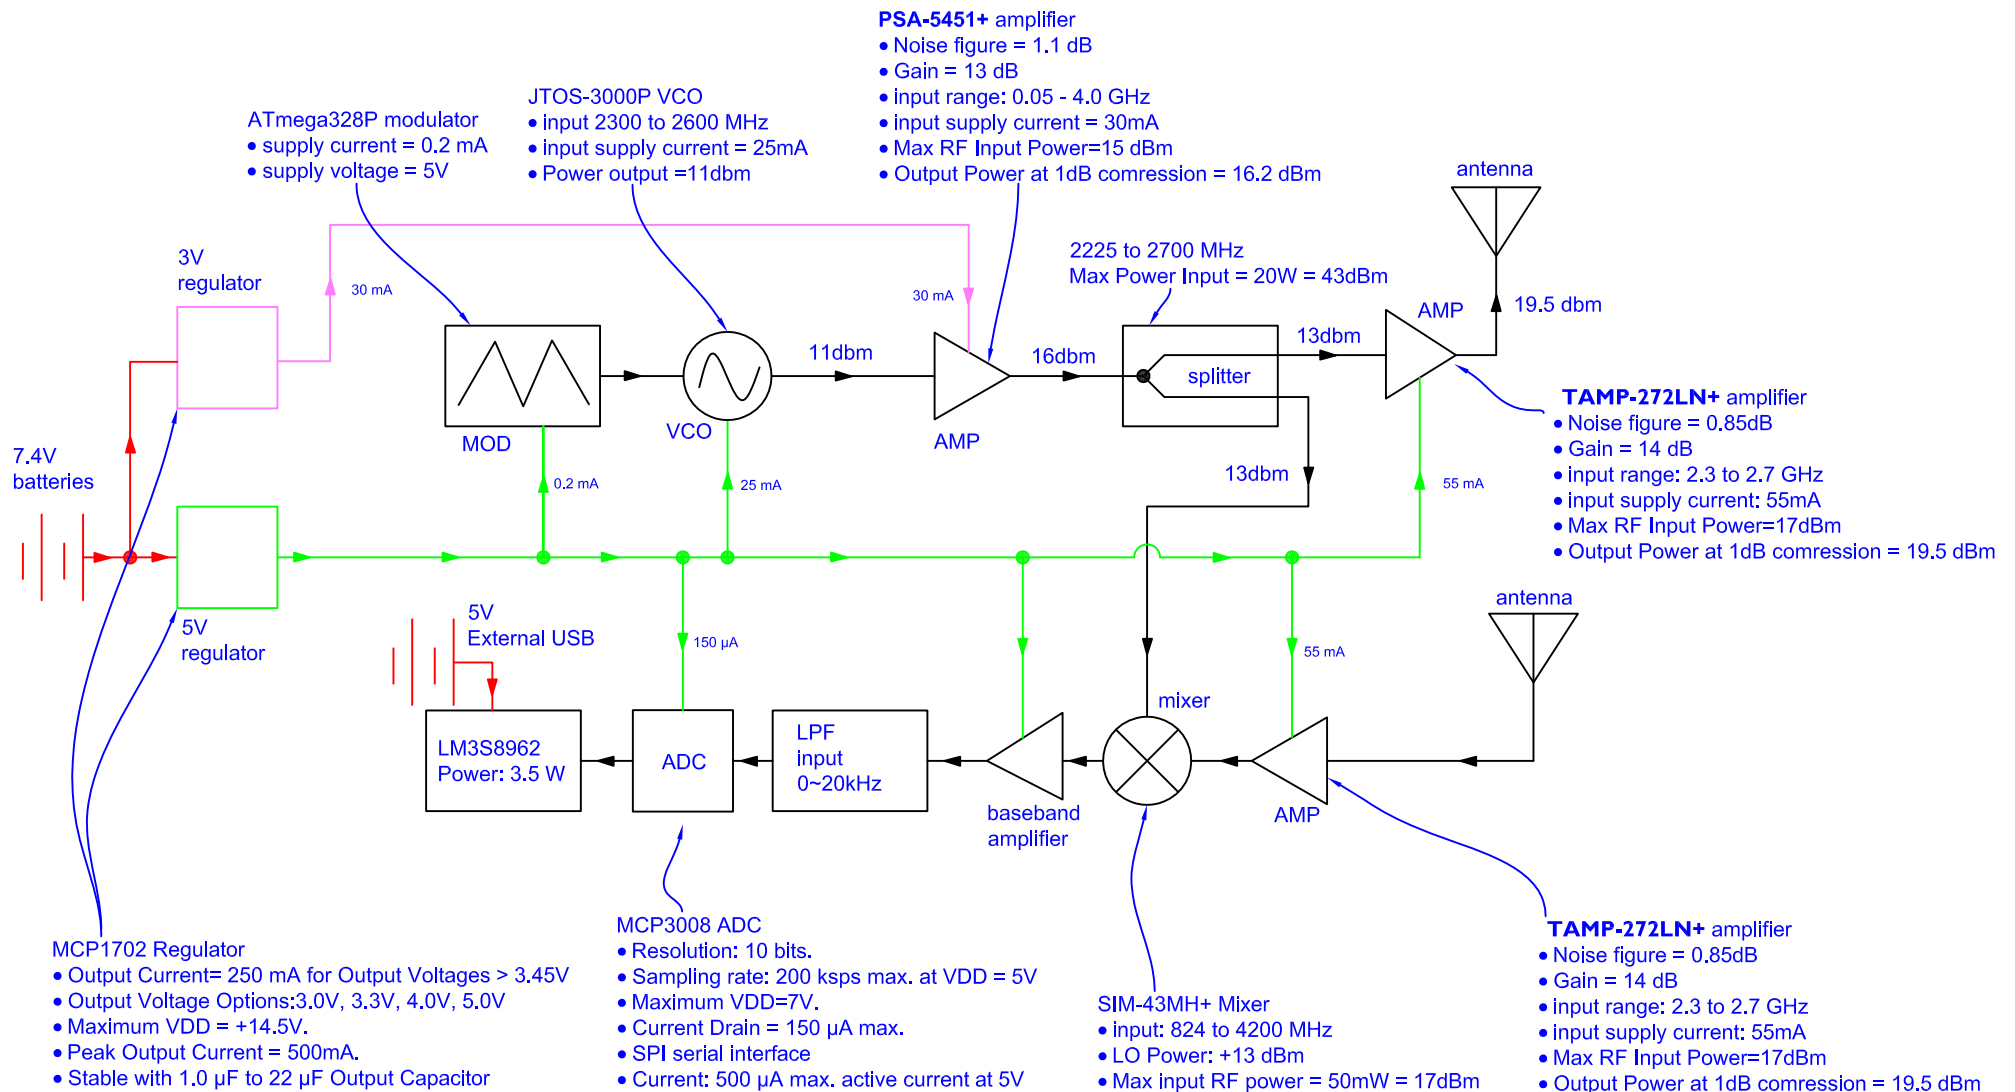 PSA-5451+ amplifier
• Noise figure = 1.1 dB
• Gain = 13 dB
• input range: 0.05 - 4.0 GHz
• input supply current = 30mA
• Max RF Input Power=15 dBm
• Output Power at 1dB comression = 16.2 dBm
JTOS-3000P VCO
• input 2300 to 2600 MHz
• input supply current = 25mA
• Power output =11dbm
ATmega328P modulator
• supply current = 0.2 mA
• supply voltage = 5V
antenna
3V
regulator
30 mA
30 mA
2225 to 2700 MHz
Max Power Input = 20W = 43dBm
AMP
19.5 dbm
11dbm
16dbm
13dbm
splitter
MOD
VCO
AMP
13dbm
TAMP-272LN+ amplifier
• Noise figure = 0.85dB
• Gain = 14 dB
• input range: 2.3 to 2.7 GHz
• input supply current: 55mA
• Max RF Input Power=17dBm
• Output Power at 1dB comression = 19.5 dBm
7.4V
batteries
0.2 mA
25 mA
55 mA
5V
regulator
5V
External USB
150 µA
55 mA
antenna
mixer
LM3S8962
Power: 3.5 W
ADC
LPF
input
0~20kHz
baseband
amplifier
AMP
MCP1702 Regulator
• Output Current= 250 mA for Output Voltages > 3.45V
• Output Voltage Options:3.0V, 3.3V, 4.0V, 5.0V
• Maximum VDD = +14.5V.
• Peak Output Current = 500mA.
• Stable with 1.0 µF to 22 µF Output Capacitor
MCP3008 ADC
• Resolution: 10 bits.
• Sampling rate: 200 ksps max. at VDD = 5V
• Maximum VDD=7V.
• Current Drain = 150 µA max.
• SPI serial interface
• Current: 500 µA max. active current at 5V
SIM-43MH+ Mixer
• input: 824 to 4200 MHz
• LO Power: +13 dBm
• Max input RF power = 50mW = 17dBm
TAMP-272LN+ amplifier
• Noise figure = 0.85dB
• Gain = 14 dB
• input range: 2.3 to 2.7 GHz
• input supply current: 55mA
• Max RF Input Power=17dBm
• Output Power at 1dB comression = 19.5 dBm